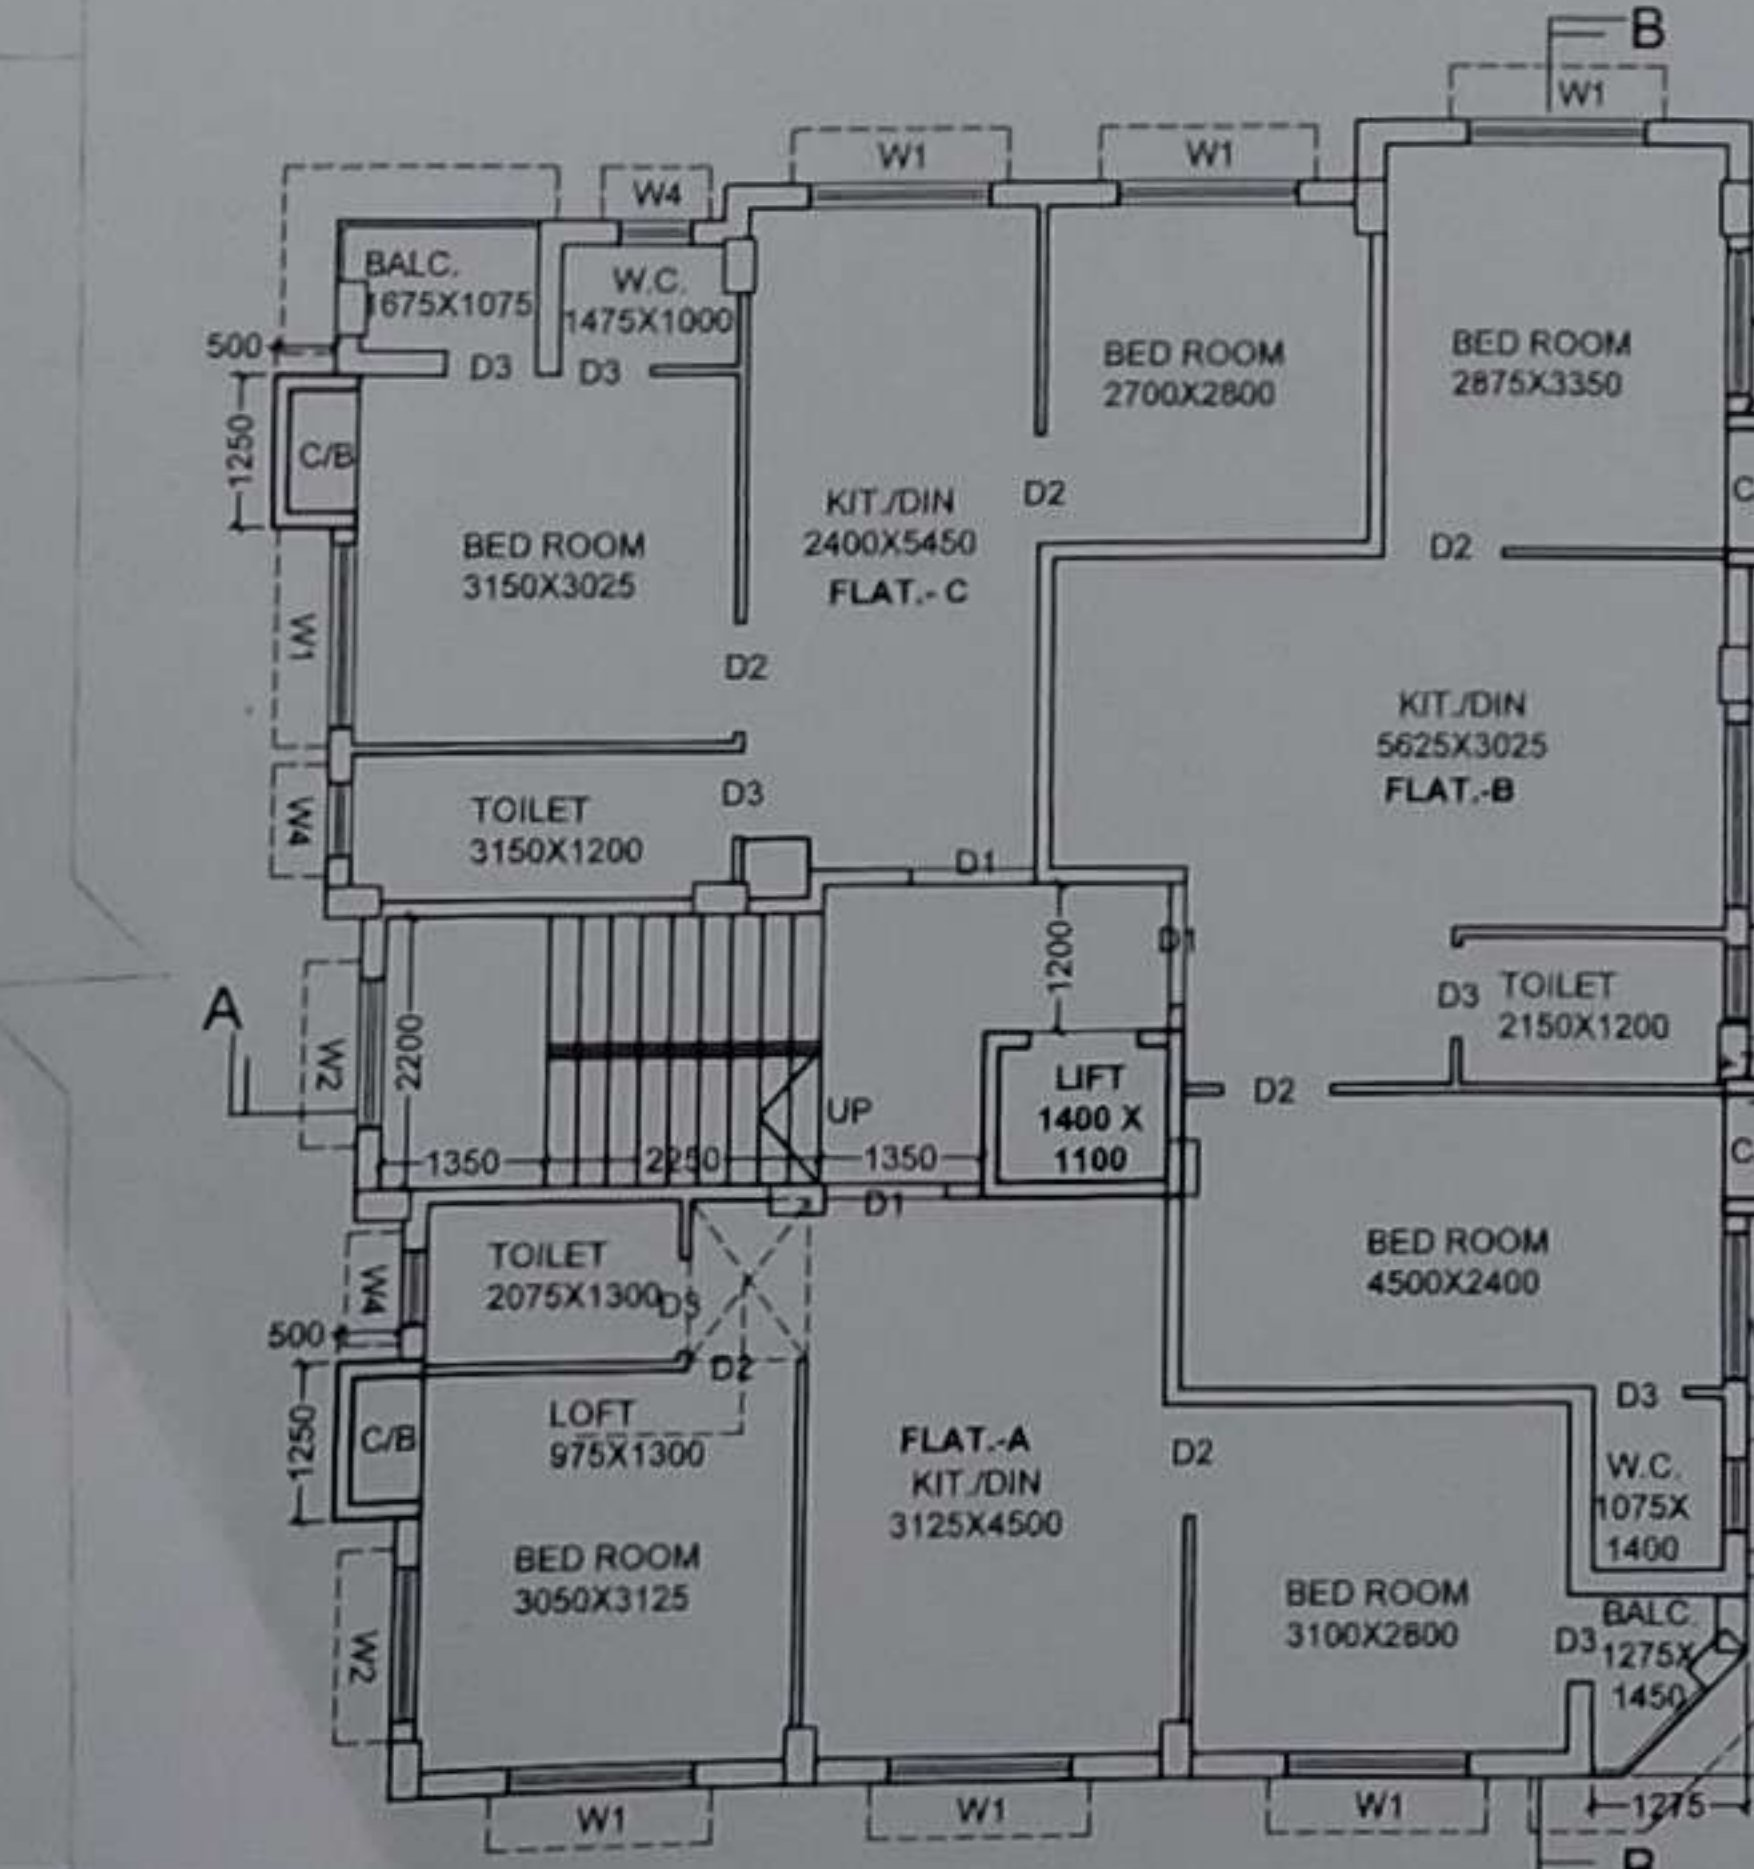 B
W1
W1
W1
W4
BALC.
1675X1075
W.C.
1475X1000
500
D3
D3
BED ROOM
2700X2800
BED ROOM
2875X3350
1250
C/B
C
KIT./DIN
2400X5450
FLAT.- C
D2
D2
BED ROOM
3150X3025
W1
D2
KIT./DIN
5625X3025
FLAT.-B
W4
TOILET
3150X1200
D3
D1
1200
D1
A
W2
2200
D3
TOILET
2150X1200
LIFT
1400 X
1100
D2
UP
1350
2250
1350
C
D1
TOILET
2075X1300
D3
W4
500
BED ROOM
4500X2400
D2
1250
C/B
LOFT
975X1300
FLAT.-A
KIT./DIN
3125X4500
D2
D3
W.C.
1075X
1400
BED ROOM
3050X3125
W2
BED ROOM
3100X2800
D3
BALC.
1275X
1450
W1
W1
W1
1275
B